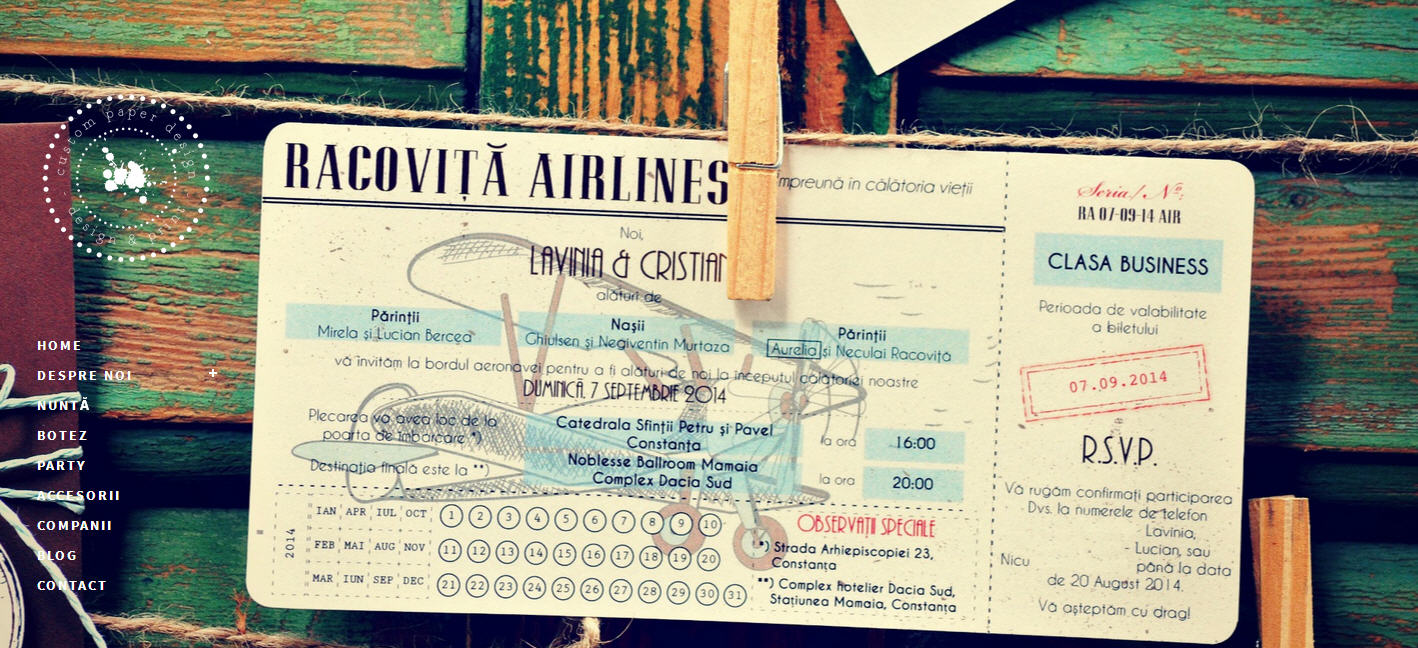 custom paper design
design & print
HOME
DESPRE NOI +
NUNTĂ
BOTEZ
PARTY
ACCESORII
COMPANII
BLOG
CONTACT
RACOVIȚĂ AIRLINES
Împreună în călătoria vieții
Noi,
LAVINIA & CRISTIAN
alături de
Părinții
Mirela și Lucian Bercea
Nașii
Ghiulsen și Negiventin Murtaza
Părinții
Aurelia și Neculai Racoviță
vă invităm la bordul aeronavei pentru a fi alături de noi la începutul călătoriei noastre
DUMINICĂ, 7 SEPTEMBRIE 2014
Plecarea va avea loc de la
poarta de îmbarcare *)
Catedrala Sfinții Petru și Pavel
Constanța
la ora 16:00
Destinația finală este la **)
Noblesse Ballroom Mamaia
Complex Dacia Sud
la ora 20:00
2014
IAN APR IUL OCT
FEB MAI AUG NOV
MAR IUN SEP DEC
1 2 3 4 5 6 7 8 9 10
11 12 13 14 15 16 17 18 19 20
21 22 23 24 25 26 27 28 29 30 31
OBSERVAȚII SPECIALE
*) Strada Arhiepiscopiei 23,
Constanța
**) Complex hotelier Dacia Sud,
Stațiunea Mamaia, Constanța
Seria/ Nº:
RA 07-09-14 AIR
CLASA BUSINESS
Perioada de valabilitate
a biletului
07.09.2014
R.S.V.P.
Vă rugăm confirmați participarea
Dvs. la numerele de telefon
Lavinia,
- Lucian, sau
Nicu până la data
de 20 August 2014.
Vă așteptăm cu drag!